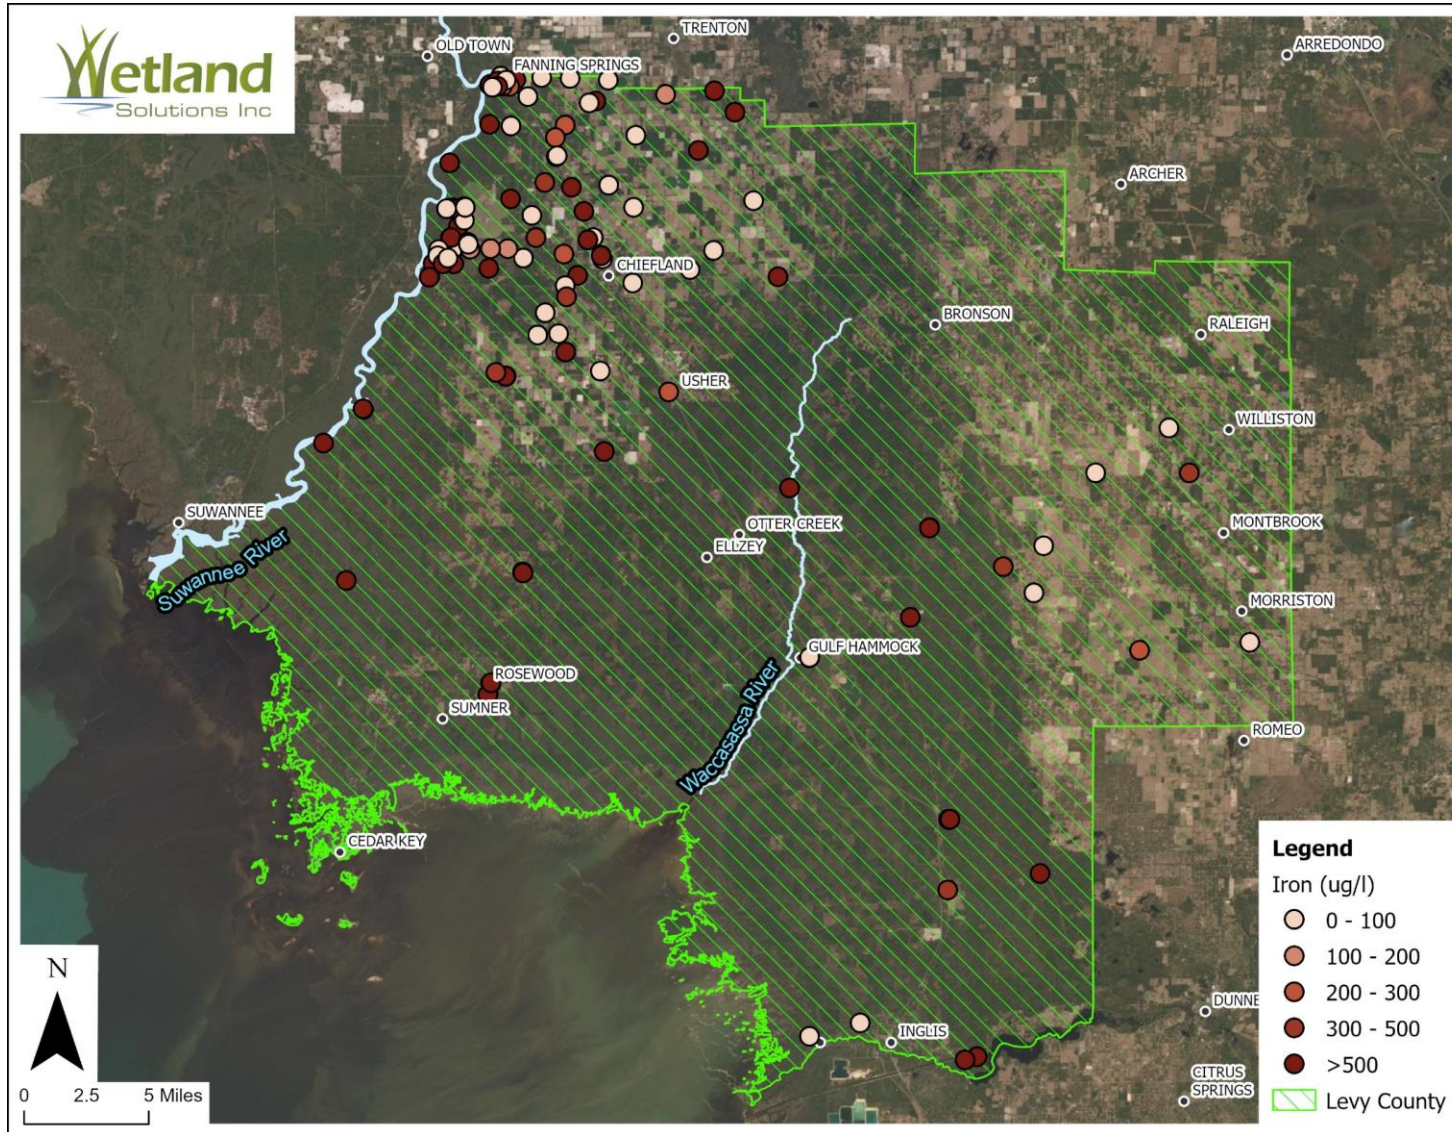 Wetland
Solutions Inc
TRENTON
OLD TOWN
ARREDONDO
FANNING SPRINGS
ARCHER
CHIEFLAND
BRONSON
RALEIGH
USHER
WILLISTON
SUWANNEE
OTTER CREEK
MONTBROOK
ELLZEY
Suwannee River
MORRISTON
GULF HAMMOCK
ROSEWOOD
SUMNER
Waccasassa River
ROMEO
CEDAR KEY
Legend
Iron (ug/l)
0 - 100
100 - 200
200 - 300
300 - 500
>500
Levy County
N
0 2.5 5 Miles
INGLIS
DUNNE
CITRUS
SPRINGS